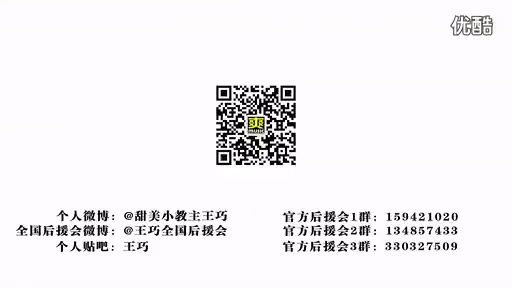 优酷
爽
MUSIC
个人微博：@甜美小教主王巧
全国后援会微博：@王巧全国后援会
个人贴吧：王巧
官方后援会1群：159421020
官方后援会2群：134857433
官方后援会3群：330327509